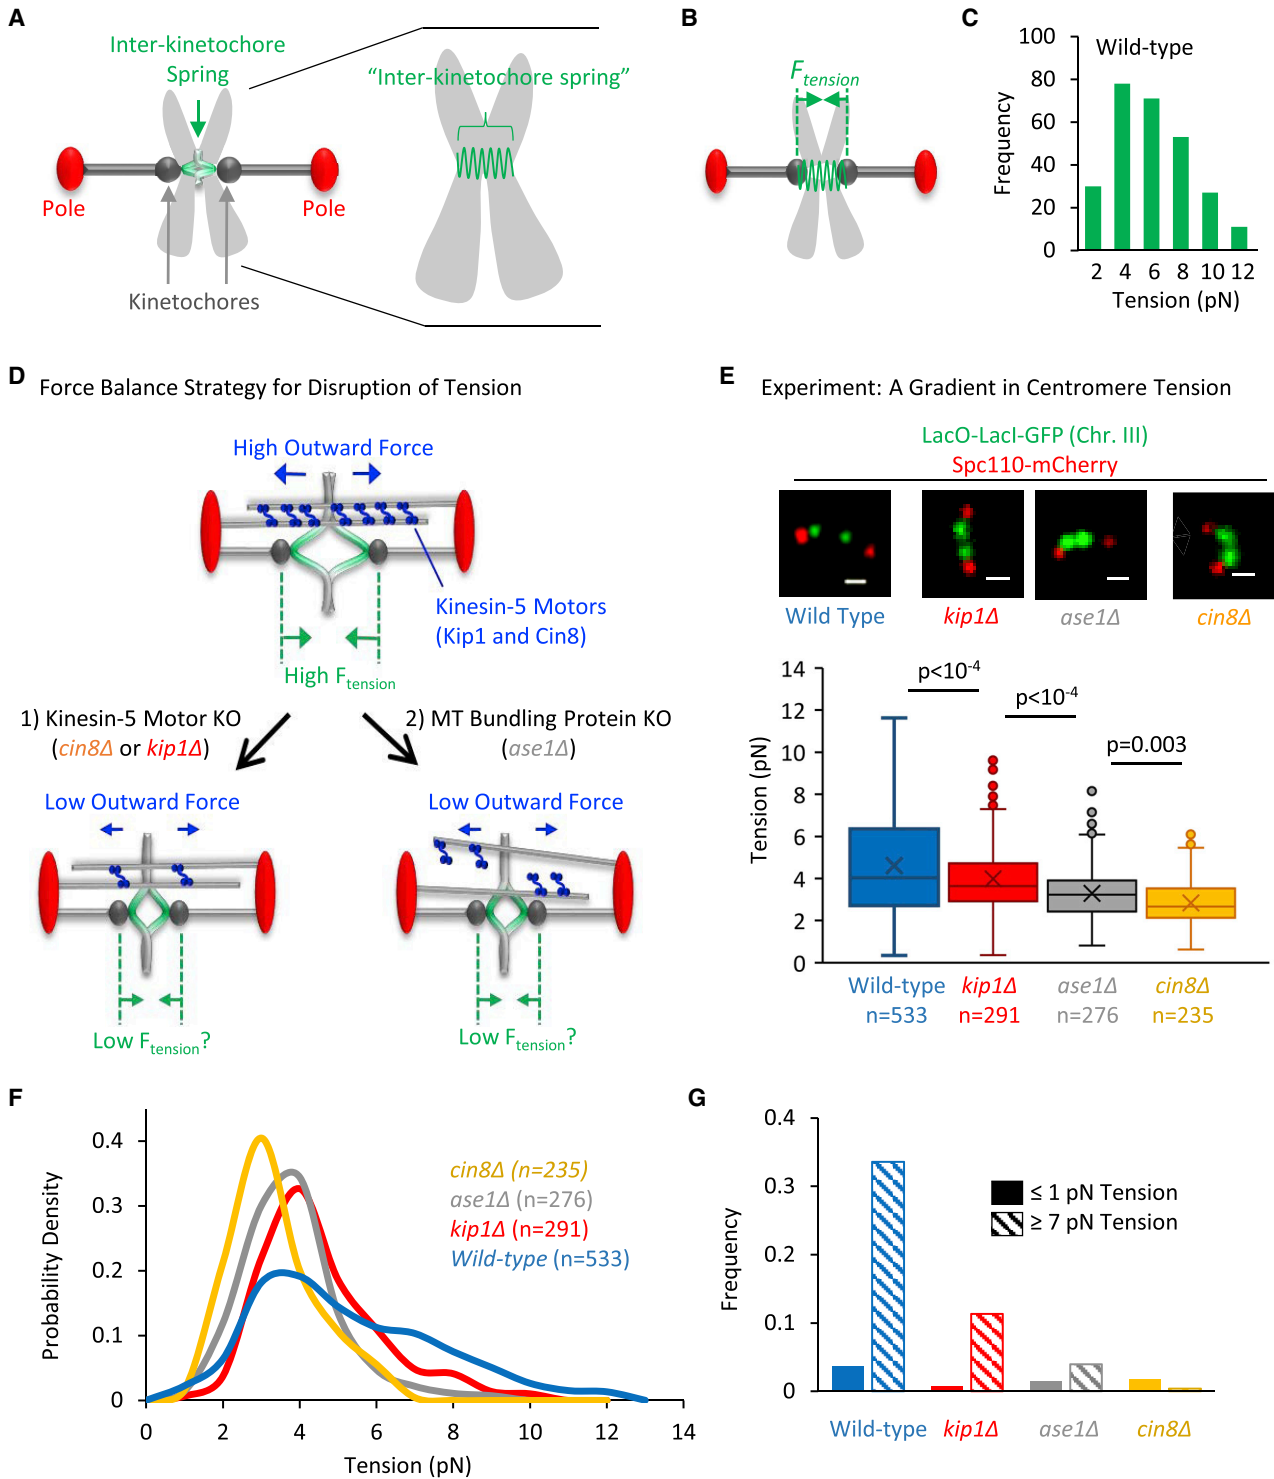 A
Inter-kinetochore
Spring
Pole
Pole
Kinetochores
“Inter-kinetochore spring”
B
Ftension
C
Wild-type
Frequency
100
80
60
40
20
0
2 4 6 8 10 12
Tension (pN)
D
Force Balance Strategy for Disruption of Tension
High Outward Force
Kinesin-5 Motors
(Kip1 and Cin8)
High Ftension
1) Kinesin-5 Motor KO
(cin8Δ or kip1Δ)
2) MT Bundling Protein KO
(ase1Δ)
Low Outward Force
Low Outward Force
Low Ftension?
Low Ftension?
E
Experiment: A Gradient in Centromere Tension
LacO-LacI-GFP (Chr. III)
Spc110-mCherry
Wild Type
kip1Δ
ase1Δ
cin8Δ
Tension (pN)
14
12
10
8
6
4
2
0
p<10-4
p<10-4
p=0.003
Wild-type
n=533
kip1Δ
n=291
ase1Δ
n=276
cin8Δ
n=235
F
Probability Density
0.4
0.3
0.2
0.1
0
cin8Δ (n=235)
ase1Δ (n=276)
kip1Δ (n=291)
Wild-type (n=533)
0 2 4 6 8 10 12 14
Tension (pN)
G
Frequency
0.4
0.3
0.2
0.1
0
≤ 1 pN Tension
≥ 7 pN Tension
Wild-type
kip1Δ
ase1Δ
cin8Δ